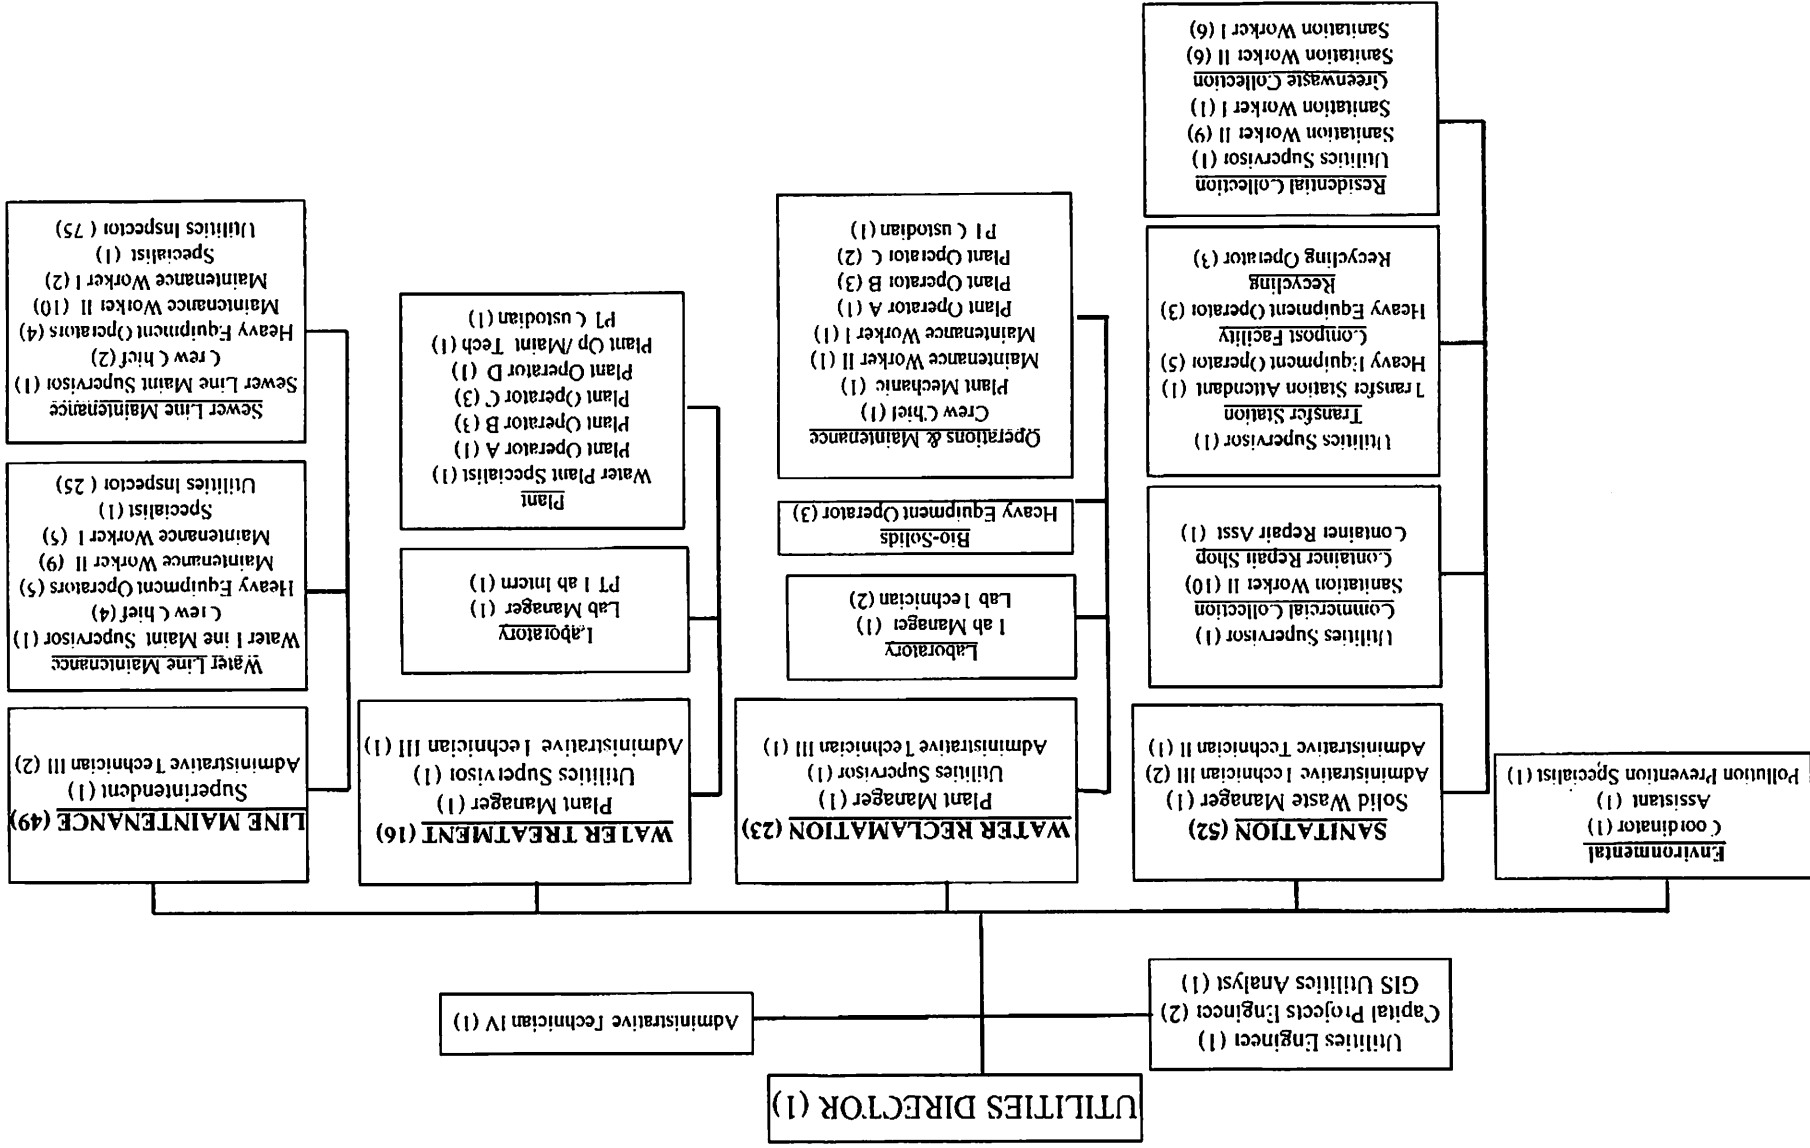 UTILITIES DIRECTOR (1)
Utilities Engineer (1)
Capital Projects Engineer (2)
GIS Utilities Analyst (1)
Administrative Technician IV (1)
Environmental
Coordinator (1)
Assistant (1)
Pollution Prevention Specialist (1)
SANITATION (52)
Solid Waste Manager (1)
Administrative Technician III (2)
Administrative Technician II (1)
WATER RECLAMATION (23)
Plant Manager (1)
Utilities Supervisor (1)
Administrative Technician III (1)
WATER TREATMENT (16)
Plant Manager (1)
Utilities Supervisor (1)
Administrative Technician III (1)
LINE MAINTENANCE (49)
Superintendent (1)
Administrative Technician III (2)
Utilities Supervisor (1)
Commercial Collection
Sanitation Worker II (10)
Container Repair Shop
Container Repair Asst (1)
Utilities Supervisor (1)
Transfer Station
Transfer Station Attendant (1)
Heavy Equipment Operator (5)
Compost Facility
Heavy Equipment Operator (3)
Recycling
Recycling Operator (3)
Residential Collection
Utilities Supervisor (1)
Sanitation Worker II (9)
Sanitation Worker I (1)
Greenwaste Collection
Sanitation Worker II (6)
Sanitation Worker I (6)
Laboratory
Lab Manager (1)
Lab Technician (2)
Bio-Solids
Heavy Equipment Operator (3)
Operations & Maintenance
Crew Chief (1)
Plant Mechanic (1)
Maintenance Worker II (1)
Maintenance Worker I (1)
Plant Operator A (1)
Plant Operator B (3)
Plant Operator C (2)
PT Custodian (1)
Laboratory
Lab Manager (1)
PT Lab Intern (1)
Plant
Water Plant Specialist (1)
Plant Operator A (1)
Plant Operator B (3)
Plant Operator C (3)
Plant Operator D (1)
Plant Op /Maint Tech (1)
PT Custodian (1)
Water Line Maintenance
Water Line Maint Supervisor (1)
Crew Chief (4)
Heavy Equipment Operators (5)
Maintenance Worker II (9)
Maintenance Worker I (5)
Specialist (1)
Utilities Inspector ( 25)
Sewer Line Maintenance
Sewer Line Maint Supervisor (1)
Crew Chief (2)
Heavy Equipment Operators (4)
Maintenance Worker II (10)
Maintenance Worker I (2)
Specialist (1)
Utilities Inspector ( 75)